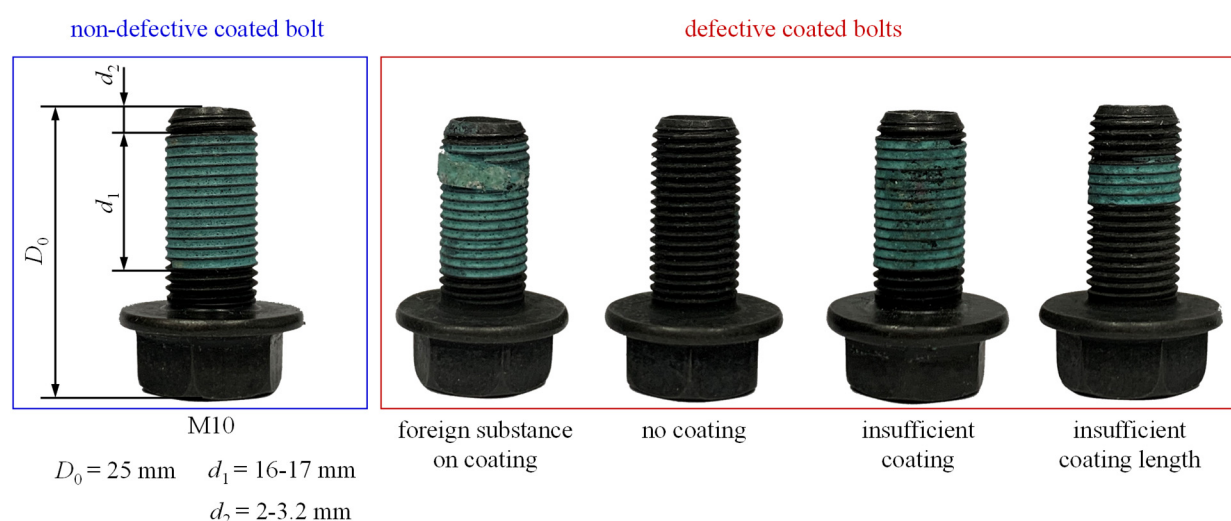 non-defective coated bolt
defective coated bolts
d₂
d₁
D₀
M10
D₀ = 25 mm
d₁ = 16-17 mm
d₂ = 2-3.2 mm
foreign substance
on coating
no coating
insufficient
coating
insufficient
coating length